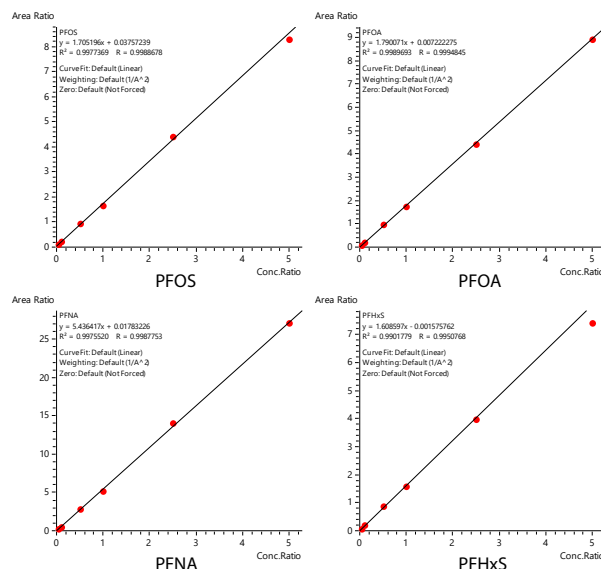 Area Ratio
PFOS
y = 1.705196x + 0.03757239
R² = 0.9977369 R = 0.9988678
Curve Fit: Default (Linear)
Weighting: Default (1/A^2)
Zero: Default (Not Forced)
8
7
6
5
4
3
2
1
0
0 1 2 3 4 5
Conc.Ratio
PFOS
Area Ratio
PFOA
y = 1.790071x + 0.007222275
R² = 0.9989693 R = 0.9994845
Curve Fit: Default (Linear)
Weighting: Default (1/A^2)
Zero: Default (Not Forced)
9
8
7
6
5
4
3
2
1
0
0 1 2 3 4 5
Conc.Ratio
PFOA
Area Ratio
PFNA
y = 5.436417x + 0.01783226
R² = 0.9975520 R = 0.9987753
Curve Fit: Default (Linear)
Weighting: Default (1/A^2)
Zero: Default (Not Forced)
25
20
15
10
5
0
0 1 2 3 4 5
Conc.Ratio
PFNA
Area Ratio
PFHxS
y = 1.608597x - 0.001575762
R² = 0.9901779 R = 0.9950768
Curve Fit: Default (Linear)
Weighting: Default (1/A^2)
Zero: Default (Not Forced)
7
6
5
4
3
2
1
0
0 1 2 3 4 5
Conc.Ratio
PFHxS